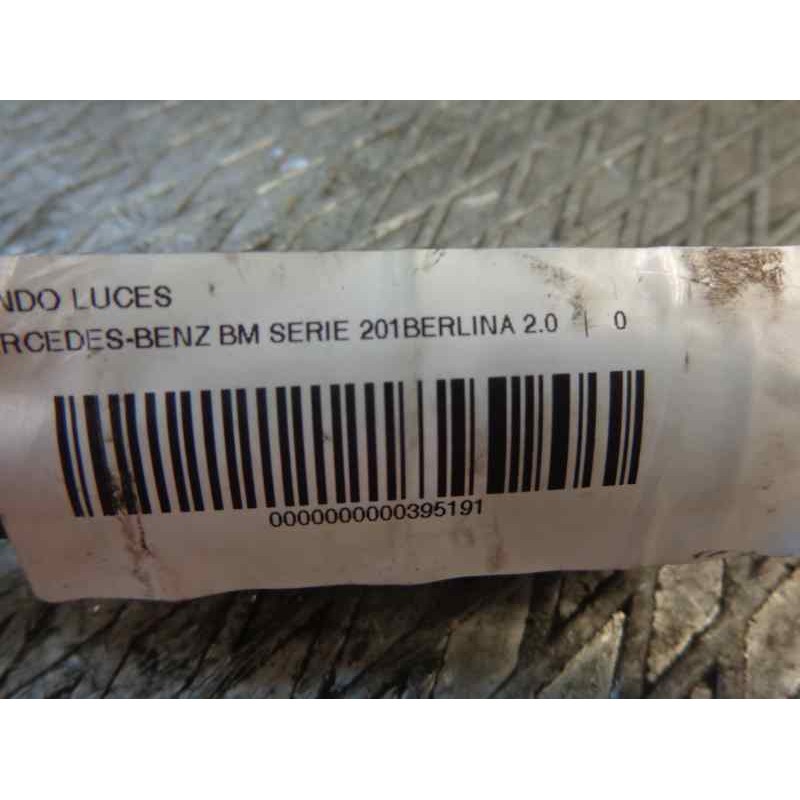 NDO LUCES
RCEDES-BENZ BM SERIE 201BERLINA 2.0 | 0
0000000000395191